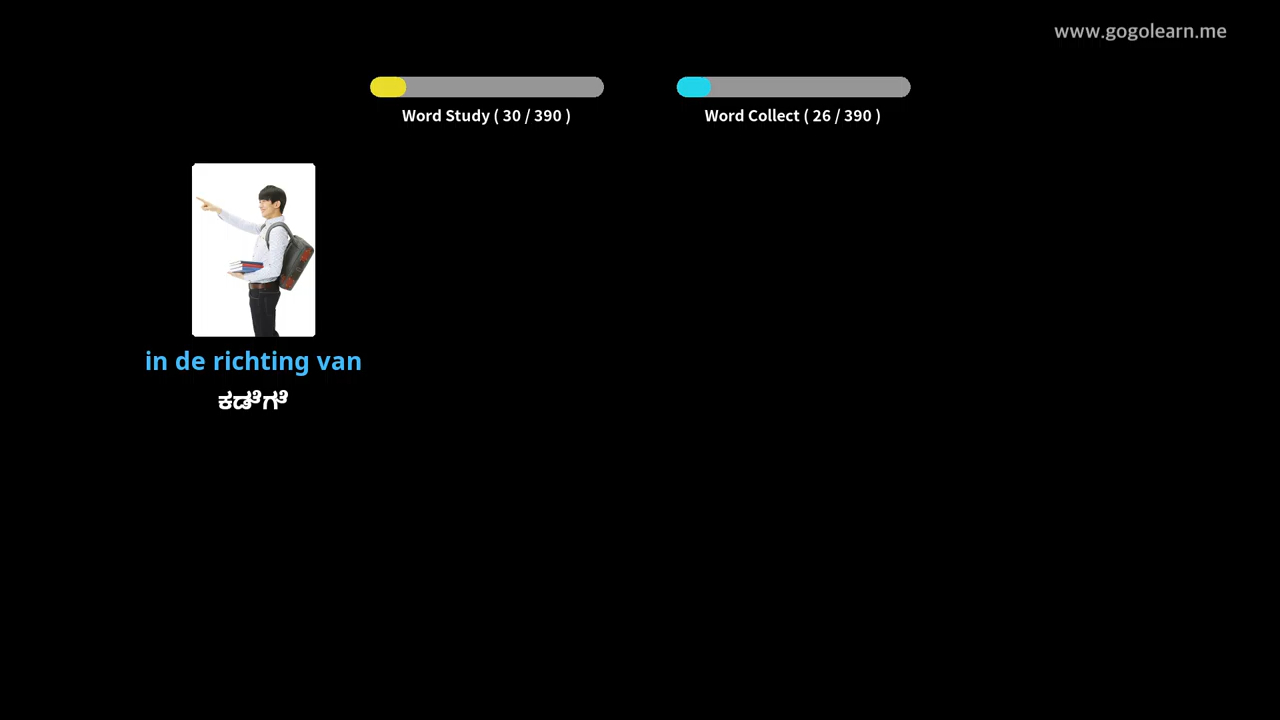 www.gogolearn.me
Word Study ( 30 / 390 )
Word Collect ( 26 / 390 )
in de richting van
ಕಡೆಗೆ